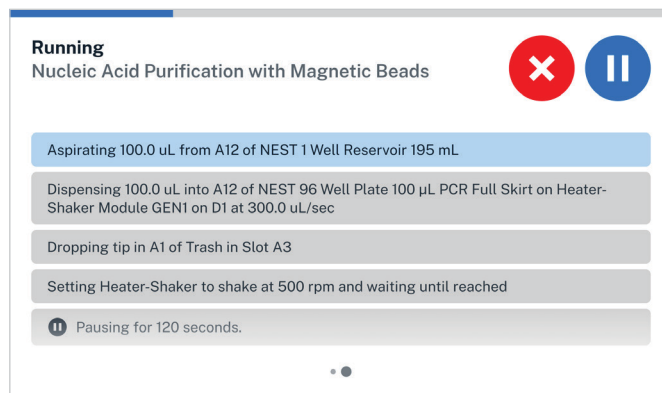 Running
Nucleic Acid Purification with Magnetic Beads
Aspirating 100.0 uL from A12 of NEST 1 Well Reservoir 195 mL
Dispensing 100.0 uL into A12 of NEST 96 Well Plate 100 µL PCR Full Skirt on Heater-
Shaker Module GEN1 on D1 at 300.0 uL/sec
Dropping tip in A1 of Trash in Slot A3
Setting Heater-Shaker to shake at 500 rpm and waiting until reached
Pausing for 120 seconds.